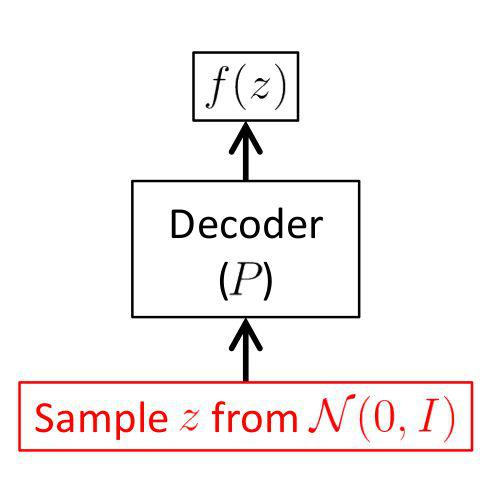 f(z)
Decoder
(P)
Sample z from 𝒩(0, I)